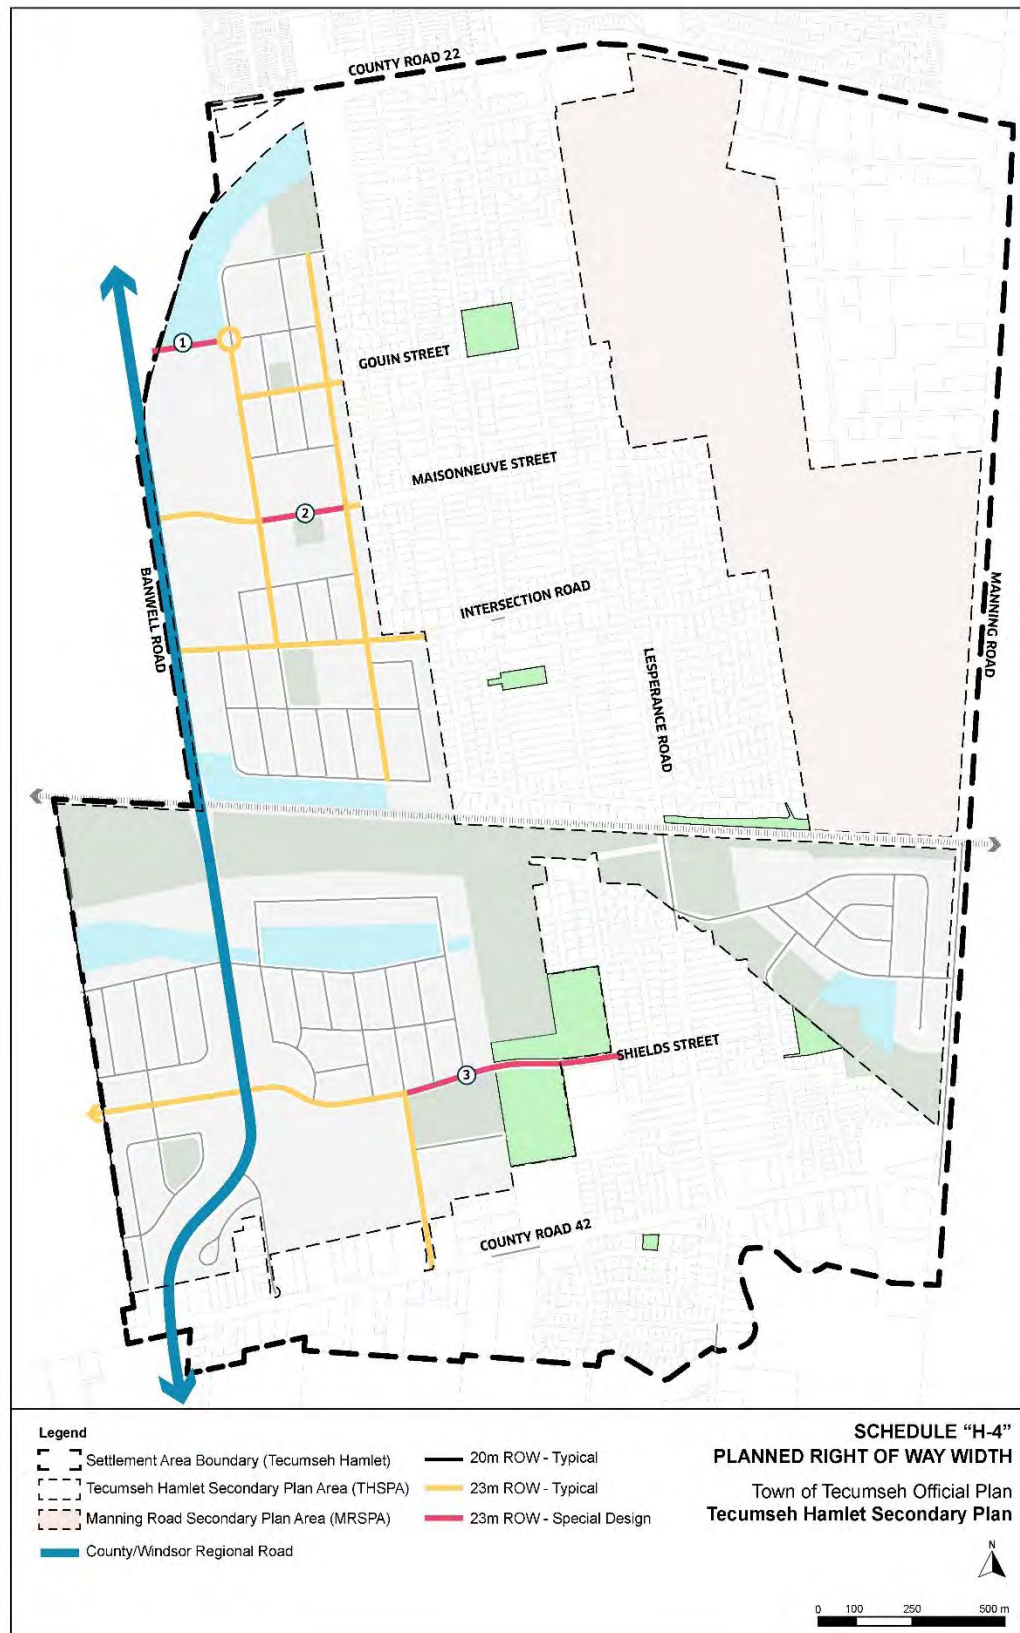 COUNTY ROAD 22
1
GOUIN STREET
MAISONNEUVE STREET
2
BANWELL ROAD
INTERSECTION ROAD
MANNING ROAD
LESPERANCE ROAD
SHIELDS STREET
3
COUNTY ROAD 42
Legend
Settlement Area Boundary (Tecumseh Hamlet)
Tecumseh Hamlet Secondary Plan Area (THSPA)
Manning Road Secondary Plan Area (MRSPA)
County/Windsor Regional Road
20m ROW - Typical
23m ROW - Typical
23m ROW - Special Design
SCHEDULE “H-4”
PLANNED RIGHT OF WAY WIDTH
Town of Tecumseh Official Plan
Tecumseh Hamlet Secondary Plan
N
0 100 250 500 m